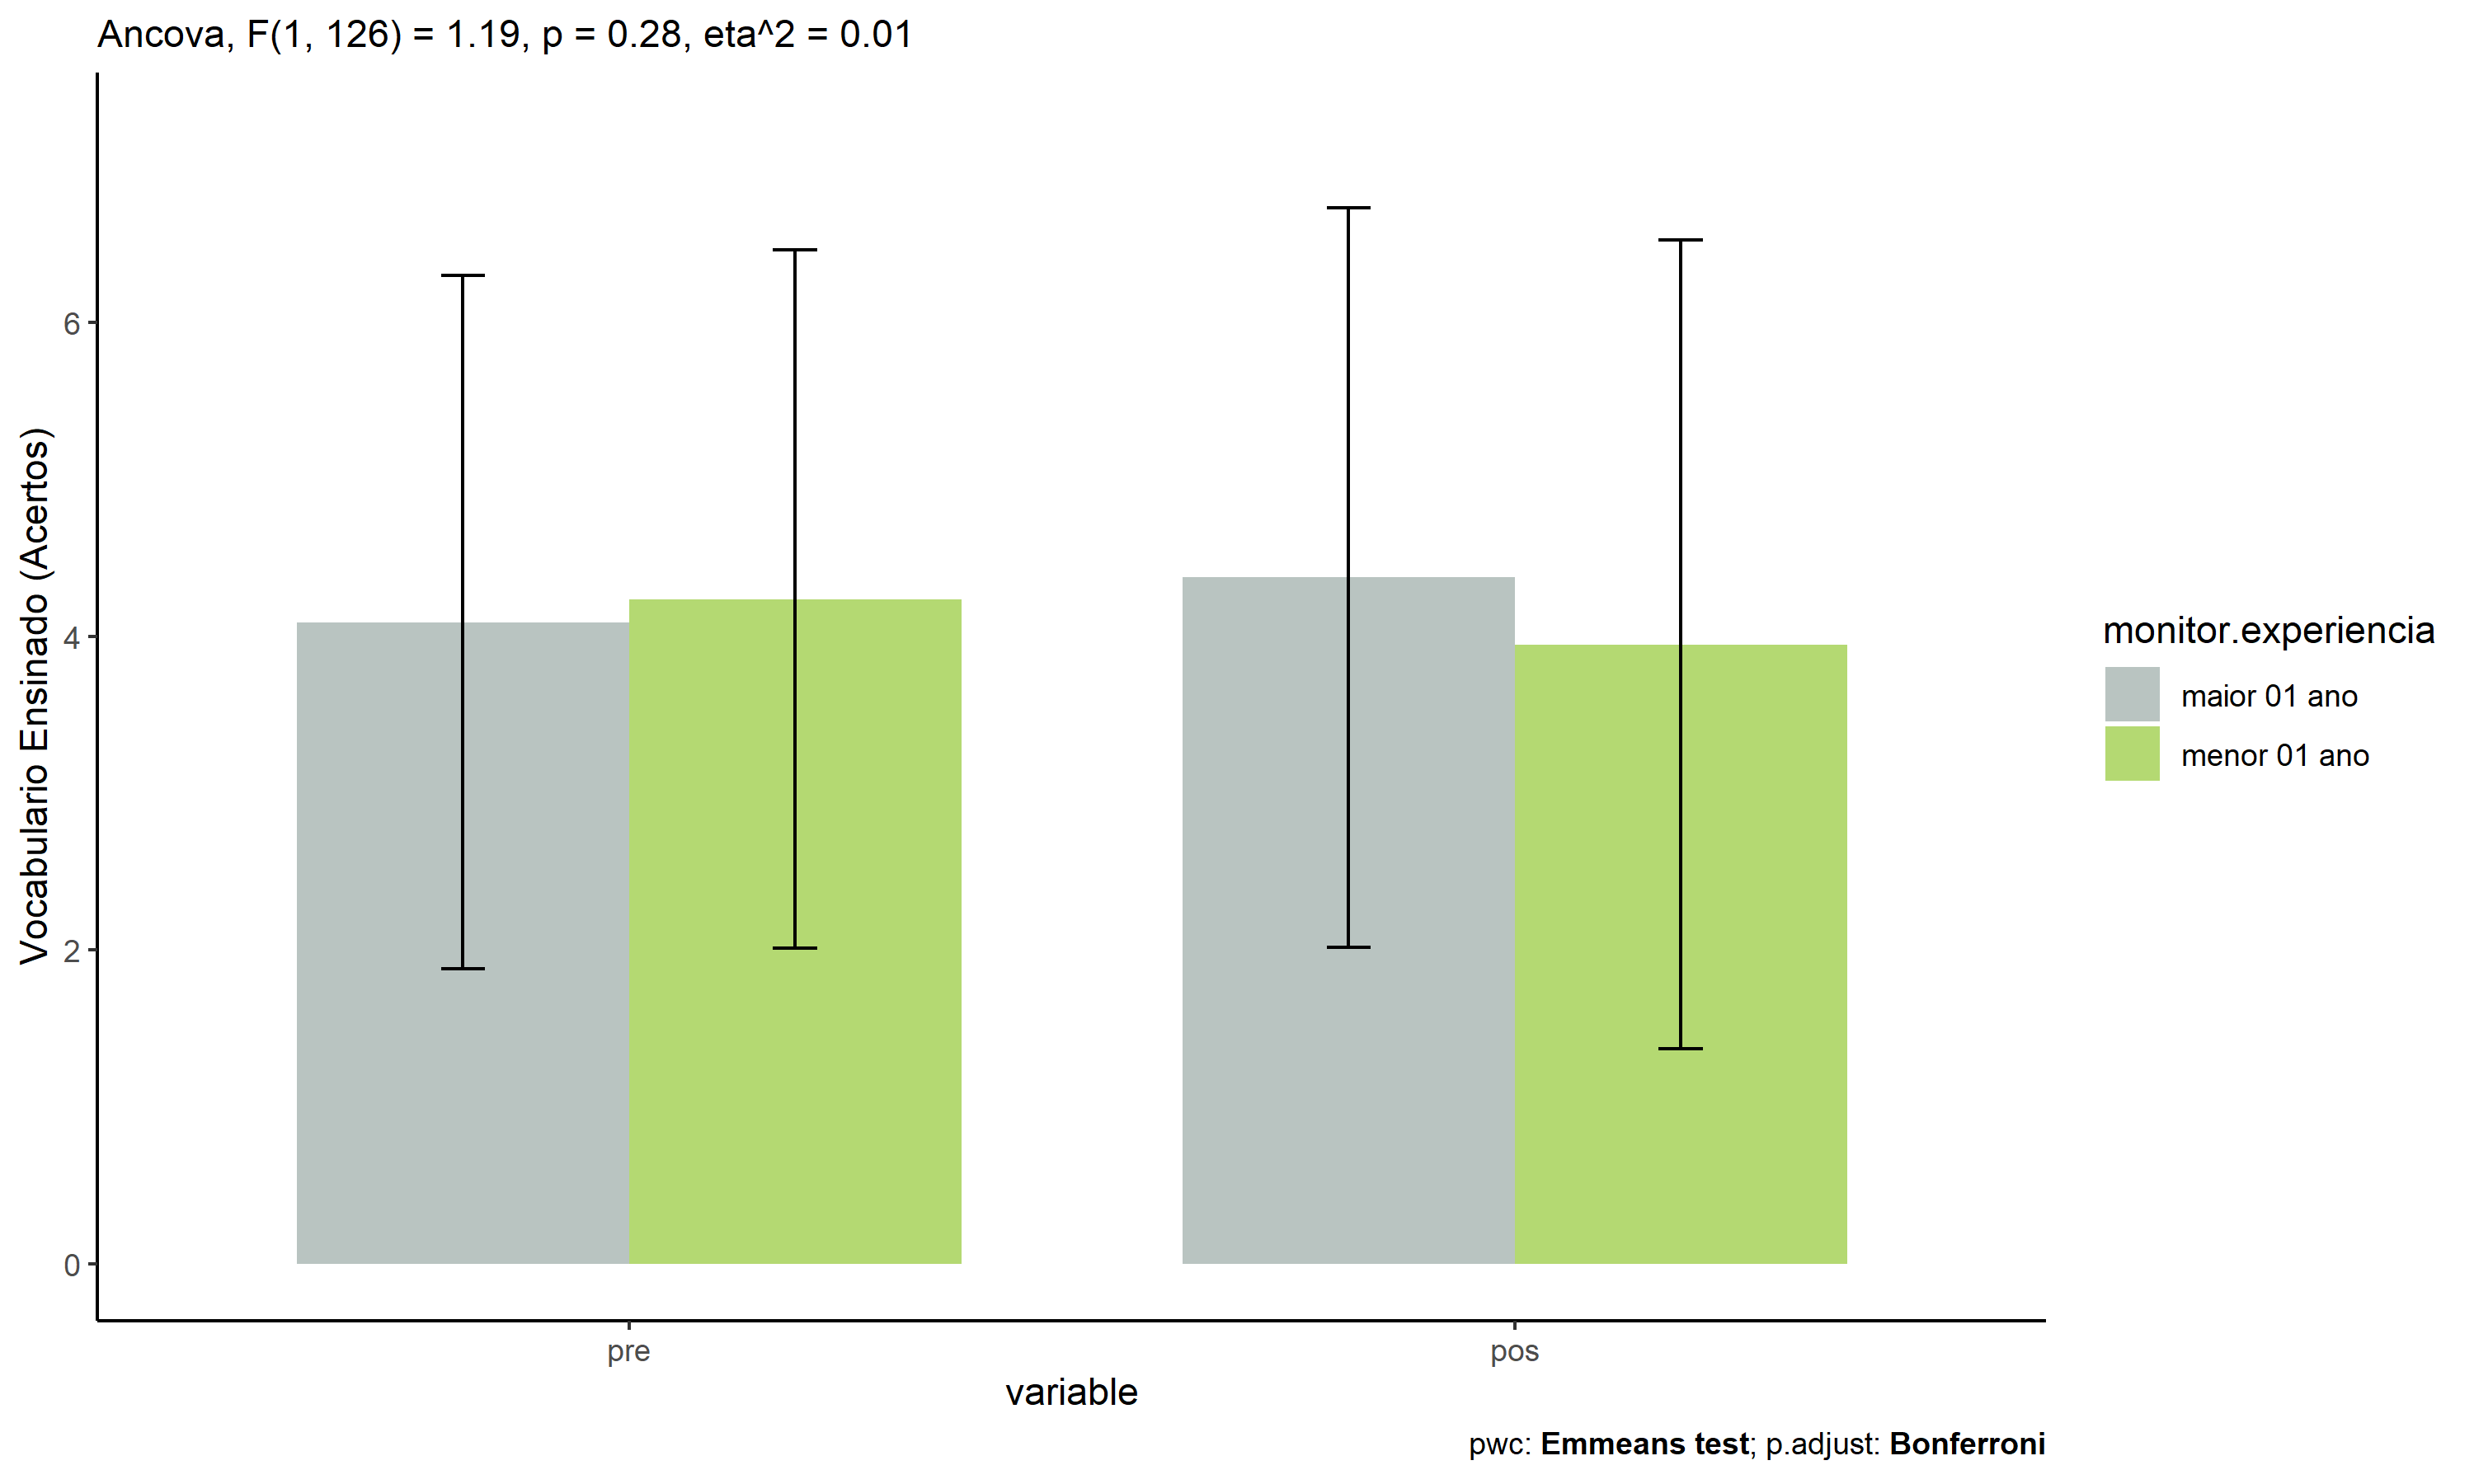 Ancova, F(1, 126) = 1.19, p = 0.28, eta^2 = 0.01
Vocabulario Ensinado (Acertos)
6
4
2
0
pre
pos
variable
monitor.experiencia
maior 01 ano
menor 01 ano
pwc: Emmeans test; p.adjust: Bonferroni